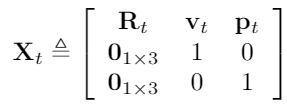 X_t ≜ [ R_t v_t p_t
0_{1×3} 1 0
0_{1×3} 0 1 ]